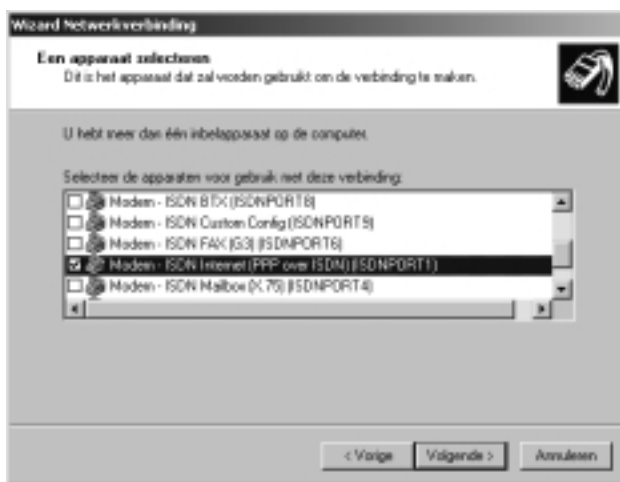 Wizard Netwerkverbinding
Een apparaat selecteren
Dit is het apparaat dat zal worden gebruikt om de verbinding te maken.
U hebt meer dan één inbelapparaat op de computer.
Selecteer de apparaten voor gebruik met deze verbinding:
Modem - ISDN BTX (ISDNPORT8)
Modem - ISDN Custom Config (ISDNPORT9)
Modem - ISDN FAX (G3) (ISDNPORT6)
Modem - ISDN Internet (PPP over ISDN) (ISDNPORT1)
Modem - ISDN Mailbox (X.75) (ISDNPORT4)
< Vorige Volgende > Annuleren